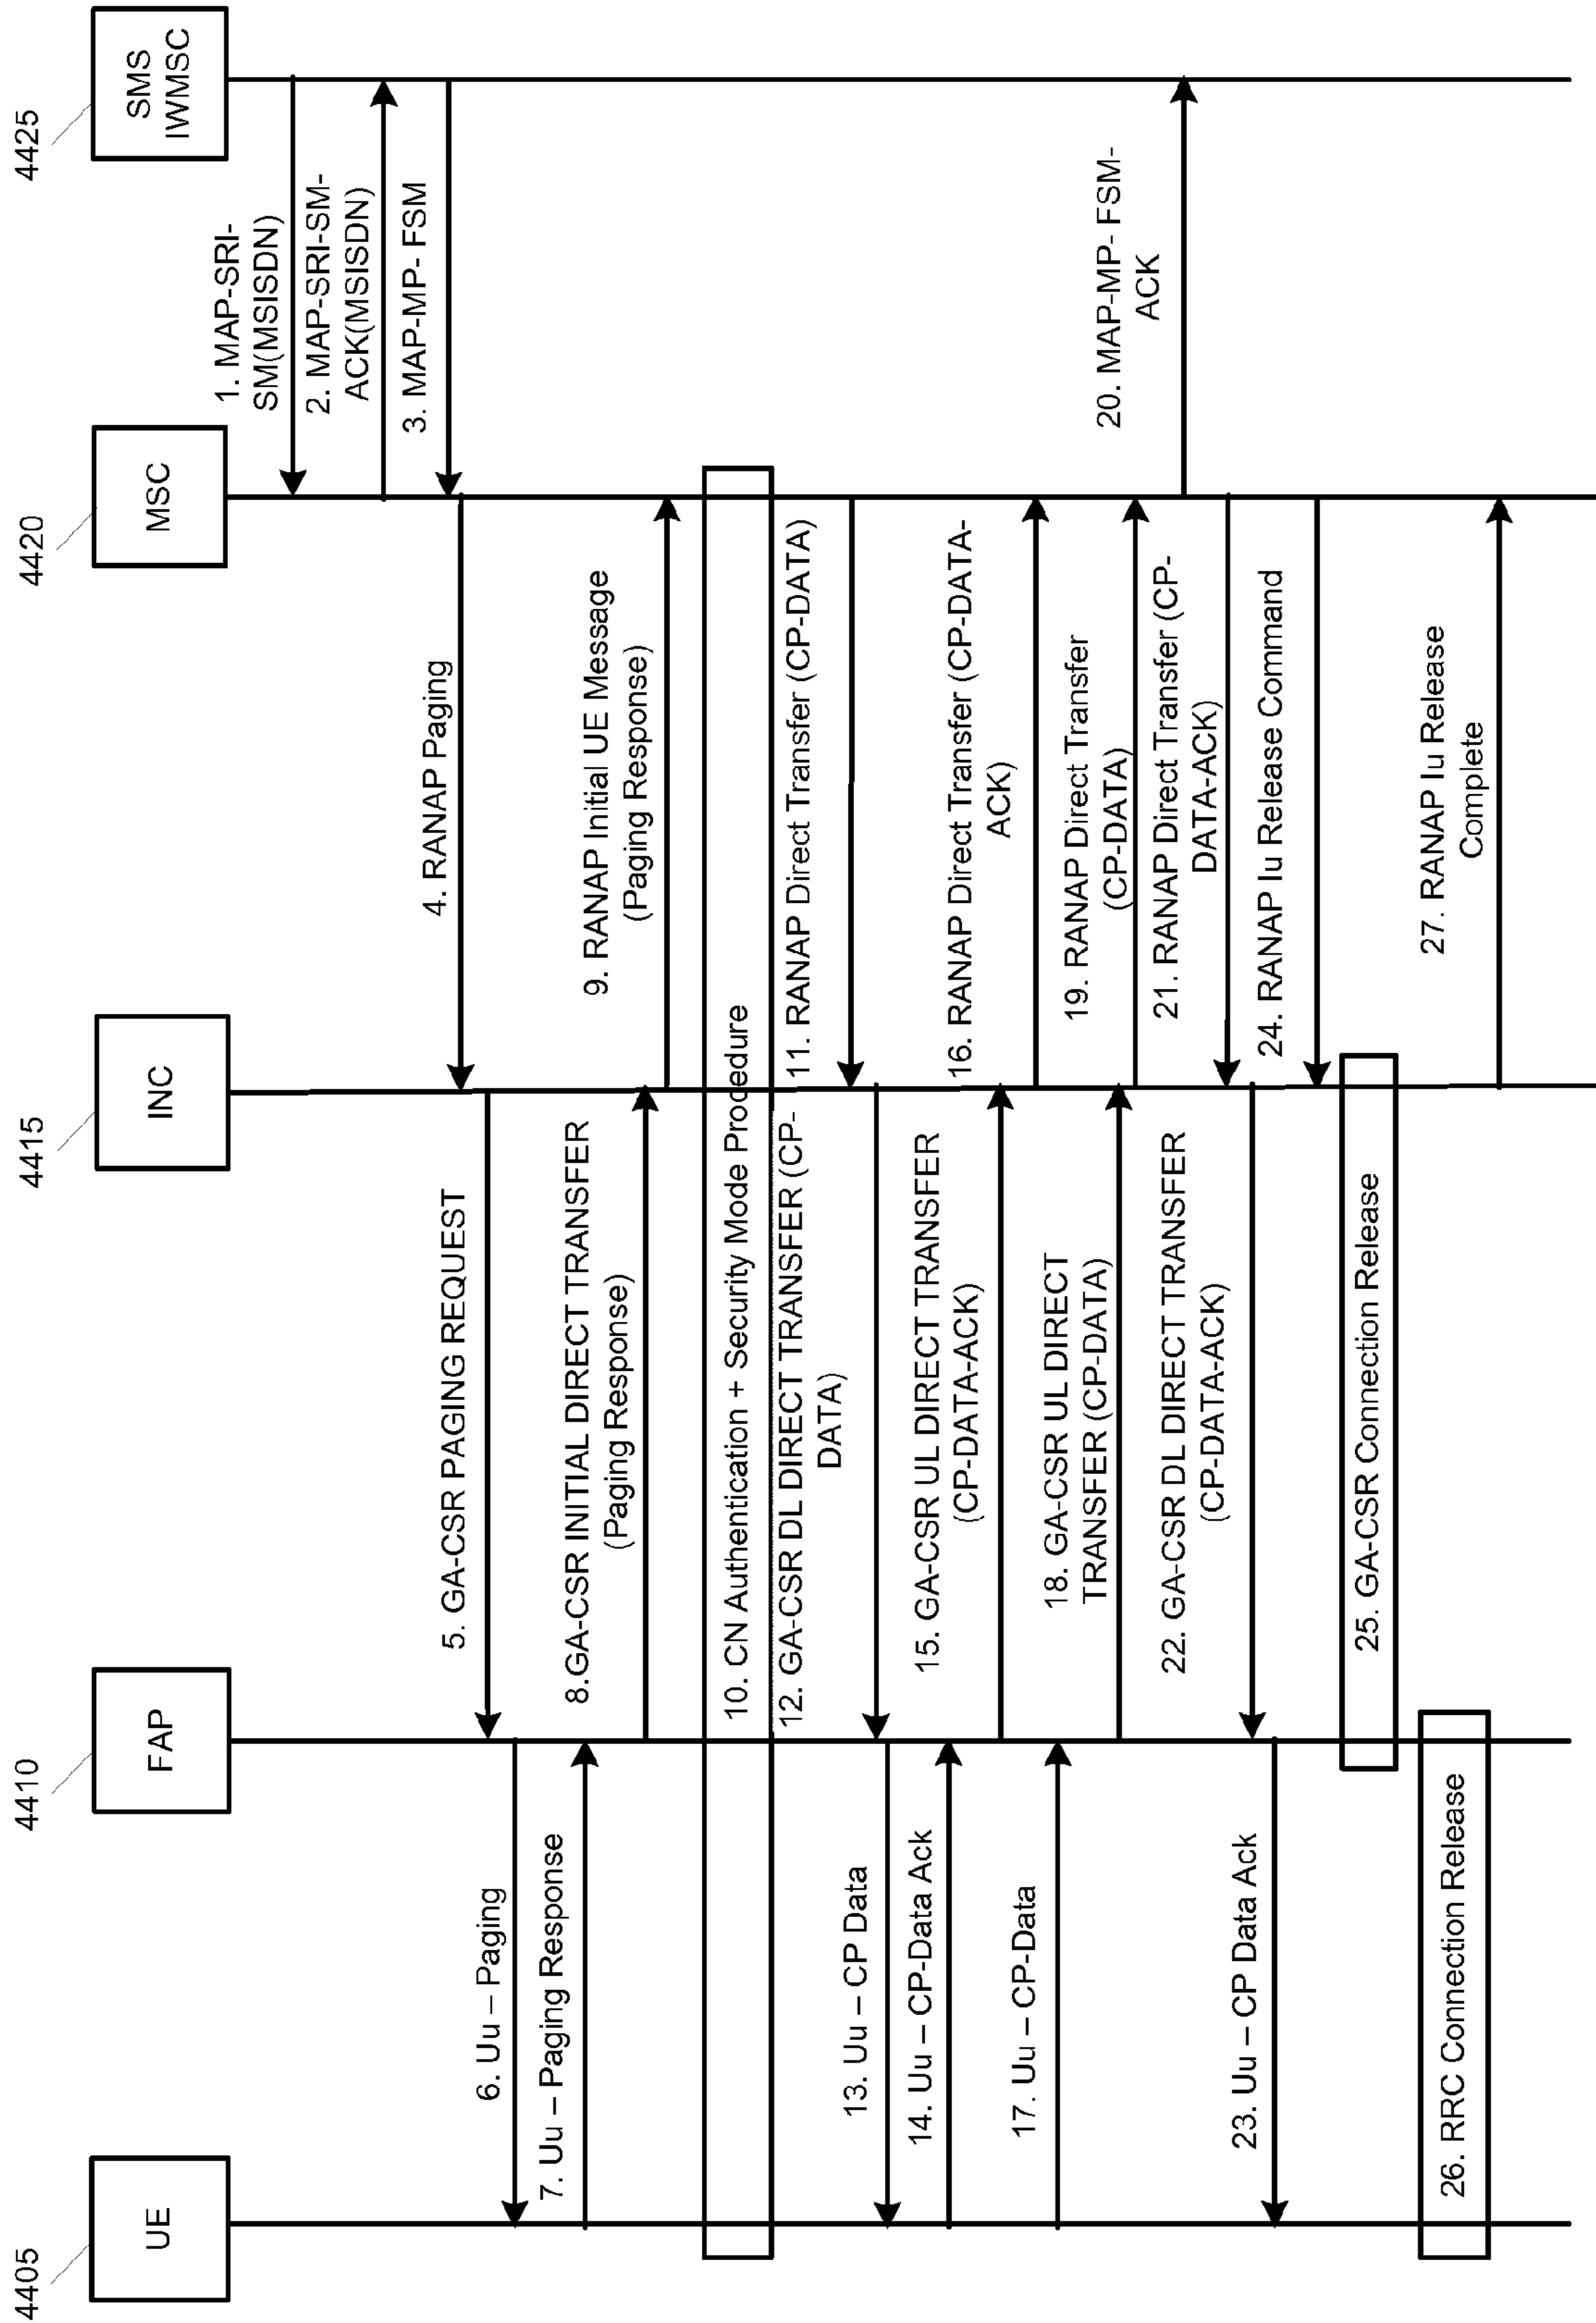 4405
UE
4410
FAP
4415
INC
4420
MSC
4425
SMS
IWMSC
1. MAP-SRI-
SM(MSISDN)
2. MAP-SRI-SM-
ACK(MSISDN)
3. MAP-MP- FSM
4. RANAP Paging
5. GA-CSR PAGING REQUEST
6. Uu – Paging
7. Uu – Paging Response
8.GA-CSR INITIAL DIRECT TRANSFER
(Paging Response)
9. RANAP Initial UE Message
(Paging Response)
10. CN Authentication + Security Mode Procedure
11. RANAP Direct Transfer (CP-DATA)
12. GA-CSR DL DIRECT TRANSFER (CP-
DATA)
13. Uu – CP Data
14. Uu – CP-Data Ack
15. GA-CSR UL DIRECT TRANSFER
(CP-DATA-ACK)
16. RANAP Direct Transfer (CP-DATA-
ACK)
17. Uu – CP-Data
18. GA-CSR UL DIRECT
TRANSFER (CP-DATA)
19. RANAP Direct Transfer
(CP-DATA)
20. MAP-MP- FSM-
ACK
21. RANAP Direct Transfer (CP-
DATA-ACK)
22. GA-CSR DL DIRECT TRANSFER
(CP-DATA-ACK)
23. Uu – CP Data Ack
24. RANAP Iu Release Command
25. GA-CSR Connection Release
26. RRC Connection Release
27. RANAP Iu Release
Complete